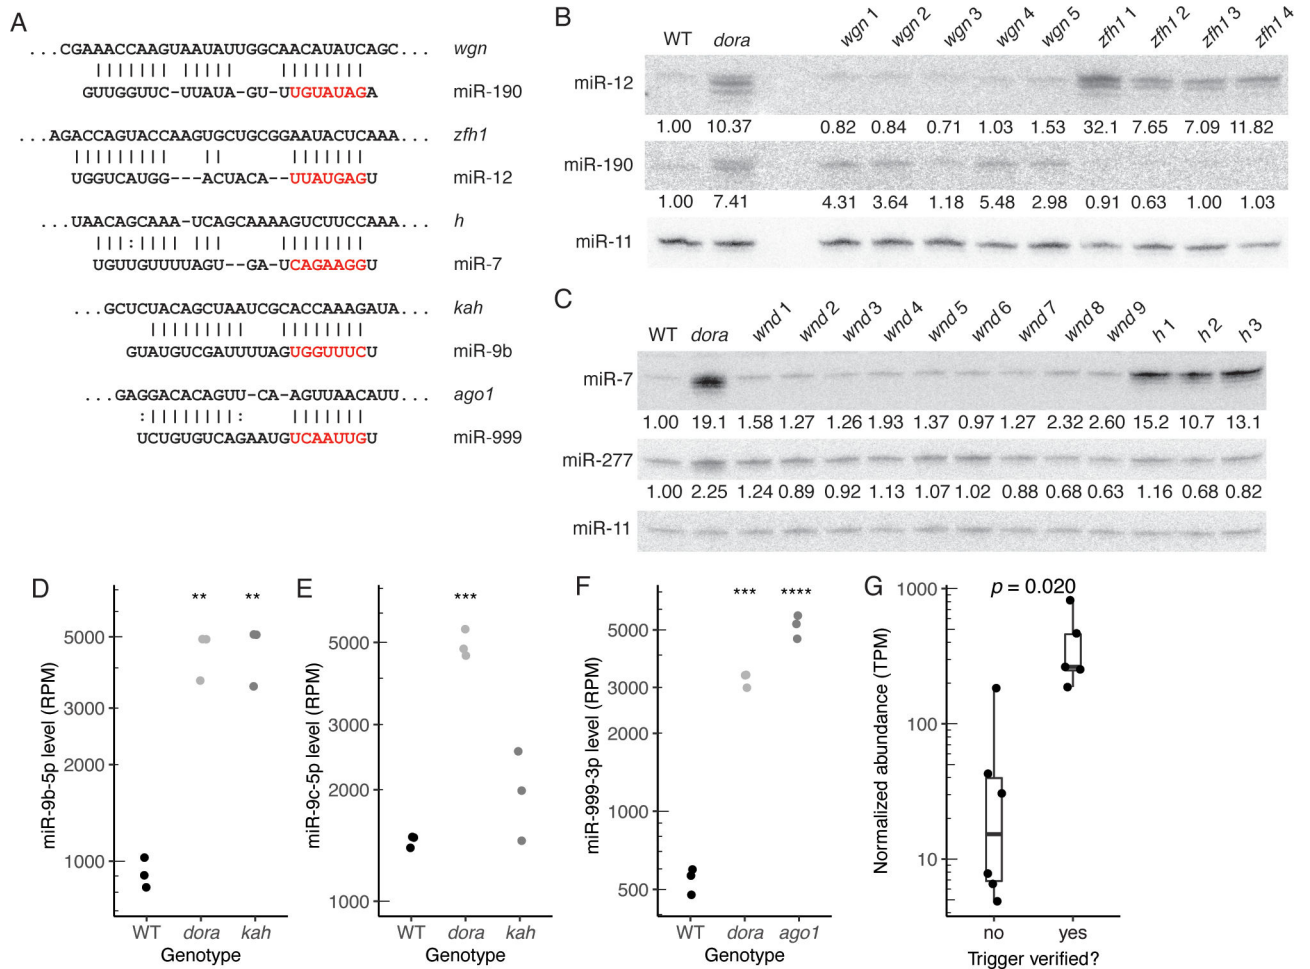 A
...CGAAACCAAGUAAUAUUGGCAACAUAUCAGC... wgn
GUUGGUUC-UUAUA-GU-UUGUAUAGA miR-190
...AGACCAGUACCAAGUGCUGCGGAAUACUCAAA... zfh1
UGGUCAUGG---ACUACA--UUAUGAGU miR-12
...UAACAGCAAA-UCAGCAAAAGUCUUCCAAA... h
UGUUGUUUUAGU--GA-UCAGAAGGU miR-7
...GCUCUACAGCUAAUCGCACCAAAGAUA... kah
GUAUGUCGAUUUUAGUGGUUUCU miR-9b
...GAGGACACAGUU-CA-AGUUAACAUU... ago1
UCUGUGUCAGAAUGUCAAUUGU miR-999
B
WT dora wgn 1 wgn 2 wgn 3 wgn 4 wgn 5 zfh1 1 zfh1 2 zfh1 3 zfh1 4
miR-12
1.00 10.37 0.82 0.84 0.71 1.03 1.53 32.1 7.65 7.09 11.82
miR-190
1.00 7.41 4.31 3.64 1.18 5.48 2.98 0.91 0.63 1.00 1.03
miR-11
C
WT dora wnd 1 wnd 2 wnd 3 wnd 4 wnd 5 wnd 6 wnd 7 wnd 8 wnd 9 h 1 h 2 h 3
miR-7
1.00 19.1 1.58 1.27 1.26 1.93 1.37 0.97 1.27 2.32 2.60 15.2 10.7 13.1
miR-277
1.00 2.25 1.24 0.89 0.92 1.13 1.07 1.02 0.88 0.68 0.63 1.16 0.68 0.82
miR-11
D
** **
miR-9b-5p level (RPM)
5000
3000
2000
1000
WT dora kah
Genotype
E
***
miR-9c-5p level (RPM)
5000
3000
2000
1000
WT dora kah
Genotype
F
*** ****
miR-999-3p level (RPM)
5000
3000
2000
1000
500
WT dora ago1
Genotype
G
p = 0.020
Normalized abundance (TPM)
1000
100
10
no yes
Trigger verified?